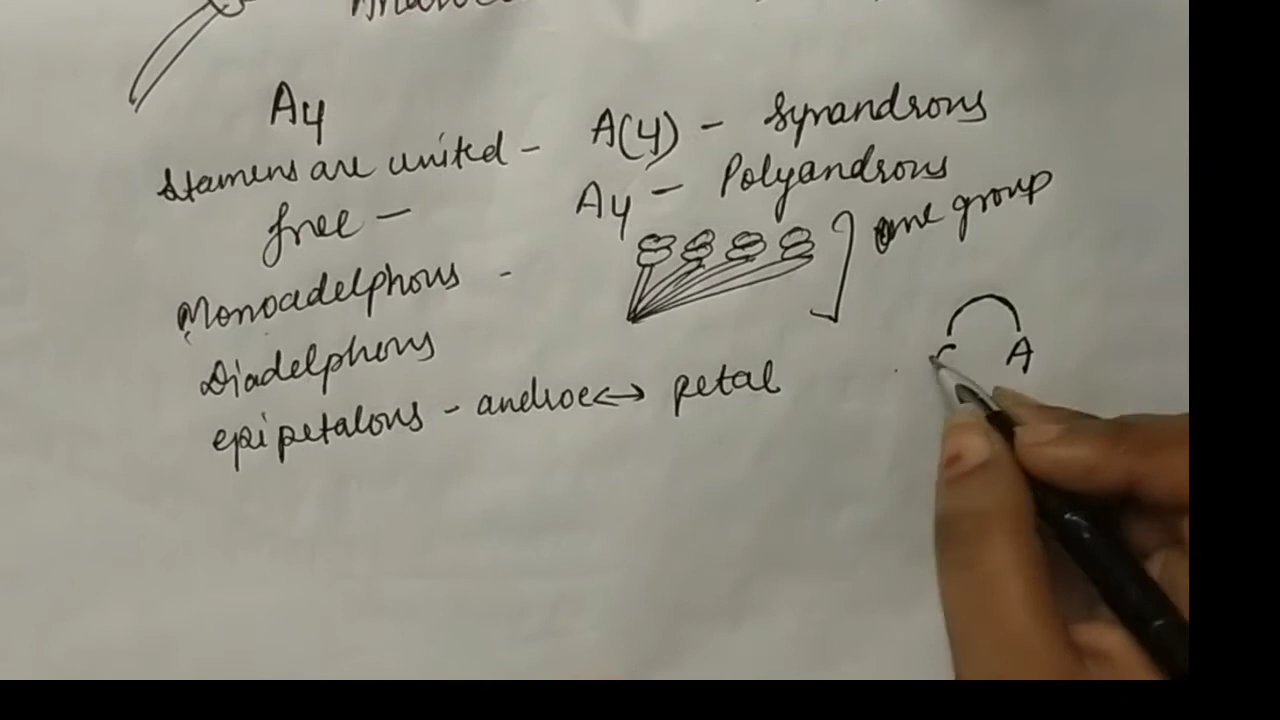 A4
Stamens are united - A(4) - Synandrous
free - A4 - Polyandrous
Monoadelphous - one group
Diadelphous
epipetalous - androe ↔ petal
C A